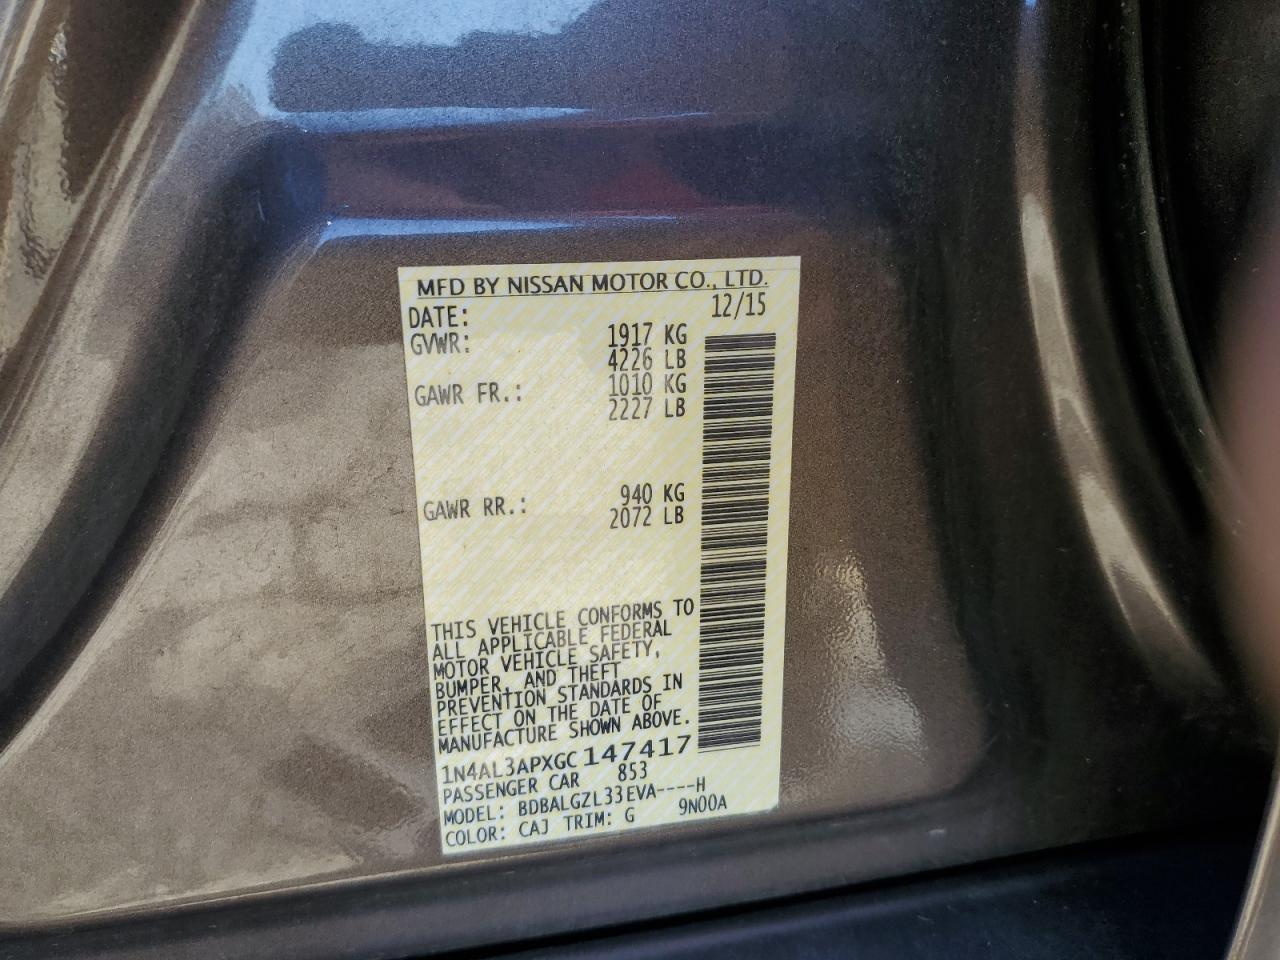 MFD BY NISSAN MOTOR CO., LTD.
DATE: 12/15
GVWR: 1917 KG
4226 LB
GAWR FR.: 1010 KG
2227 LB
GAWR RR.: 940 KG
2072 LB
THIS VEHICLE CONFORMS TO
ALL APPLICABLE FEDERAL
MOTOR VEHICLE SAFETY,
BUMPER, AND THEFT
PREVENTION STANDARDS IN
EFFECT ON THE DATE OF
MANUFACTURE SHOWN ABOVE.
1N4AL3APXGC147417
PASSENGER CAR 853
MODEL: BDBALGZL33EVA----H
COLOR: CAJ TRIM: G 9N00A